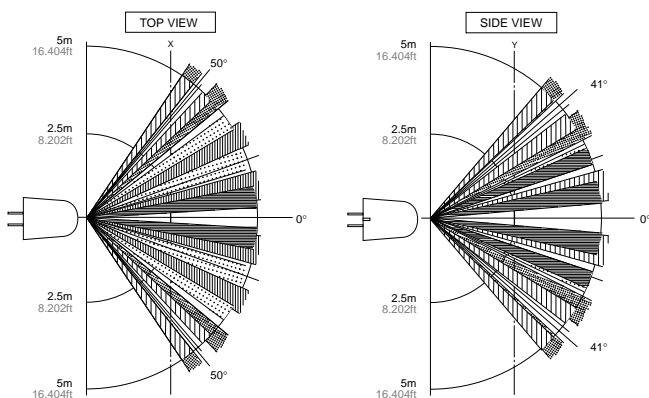 TOP VIEW
X
5m
16.404ft
50°
2.5m
8.202ft
0°
2.5m
8.202ft
50°
5m
16.404ft
SIDE VIEW
Y
5m
16.404ft
41°
2.5m
8.202ft
0°
2.5m
8.202ft
41°
5m
16.404ft